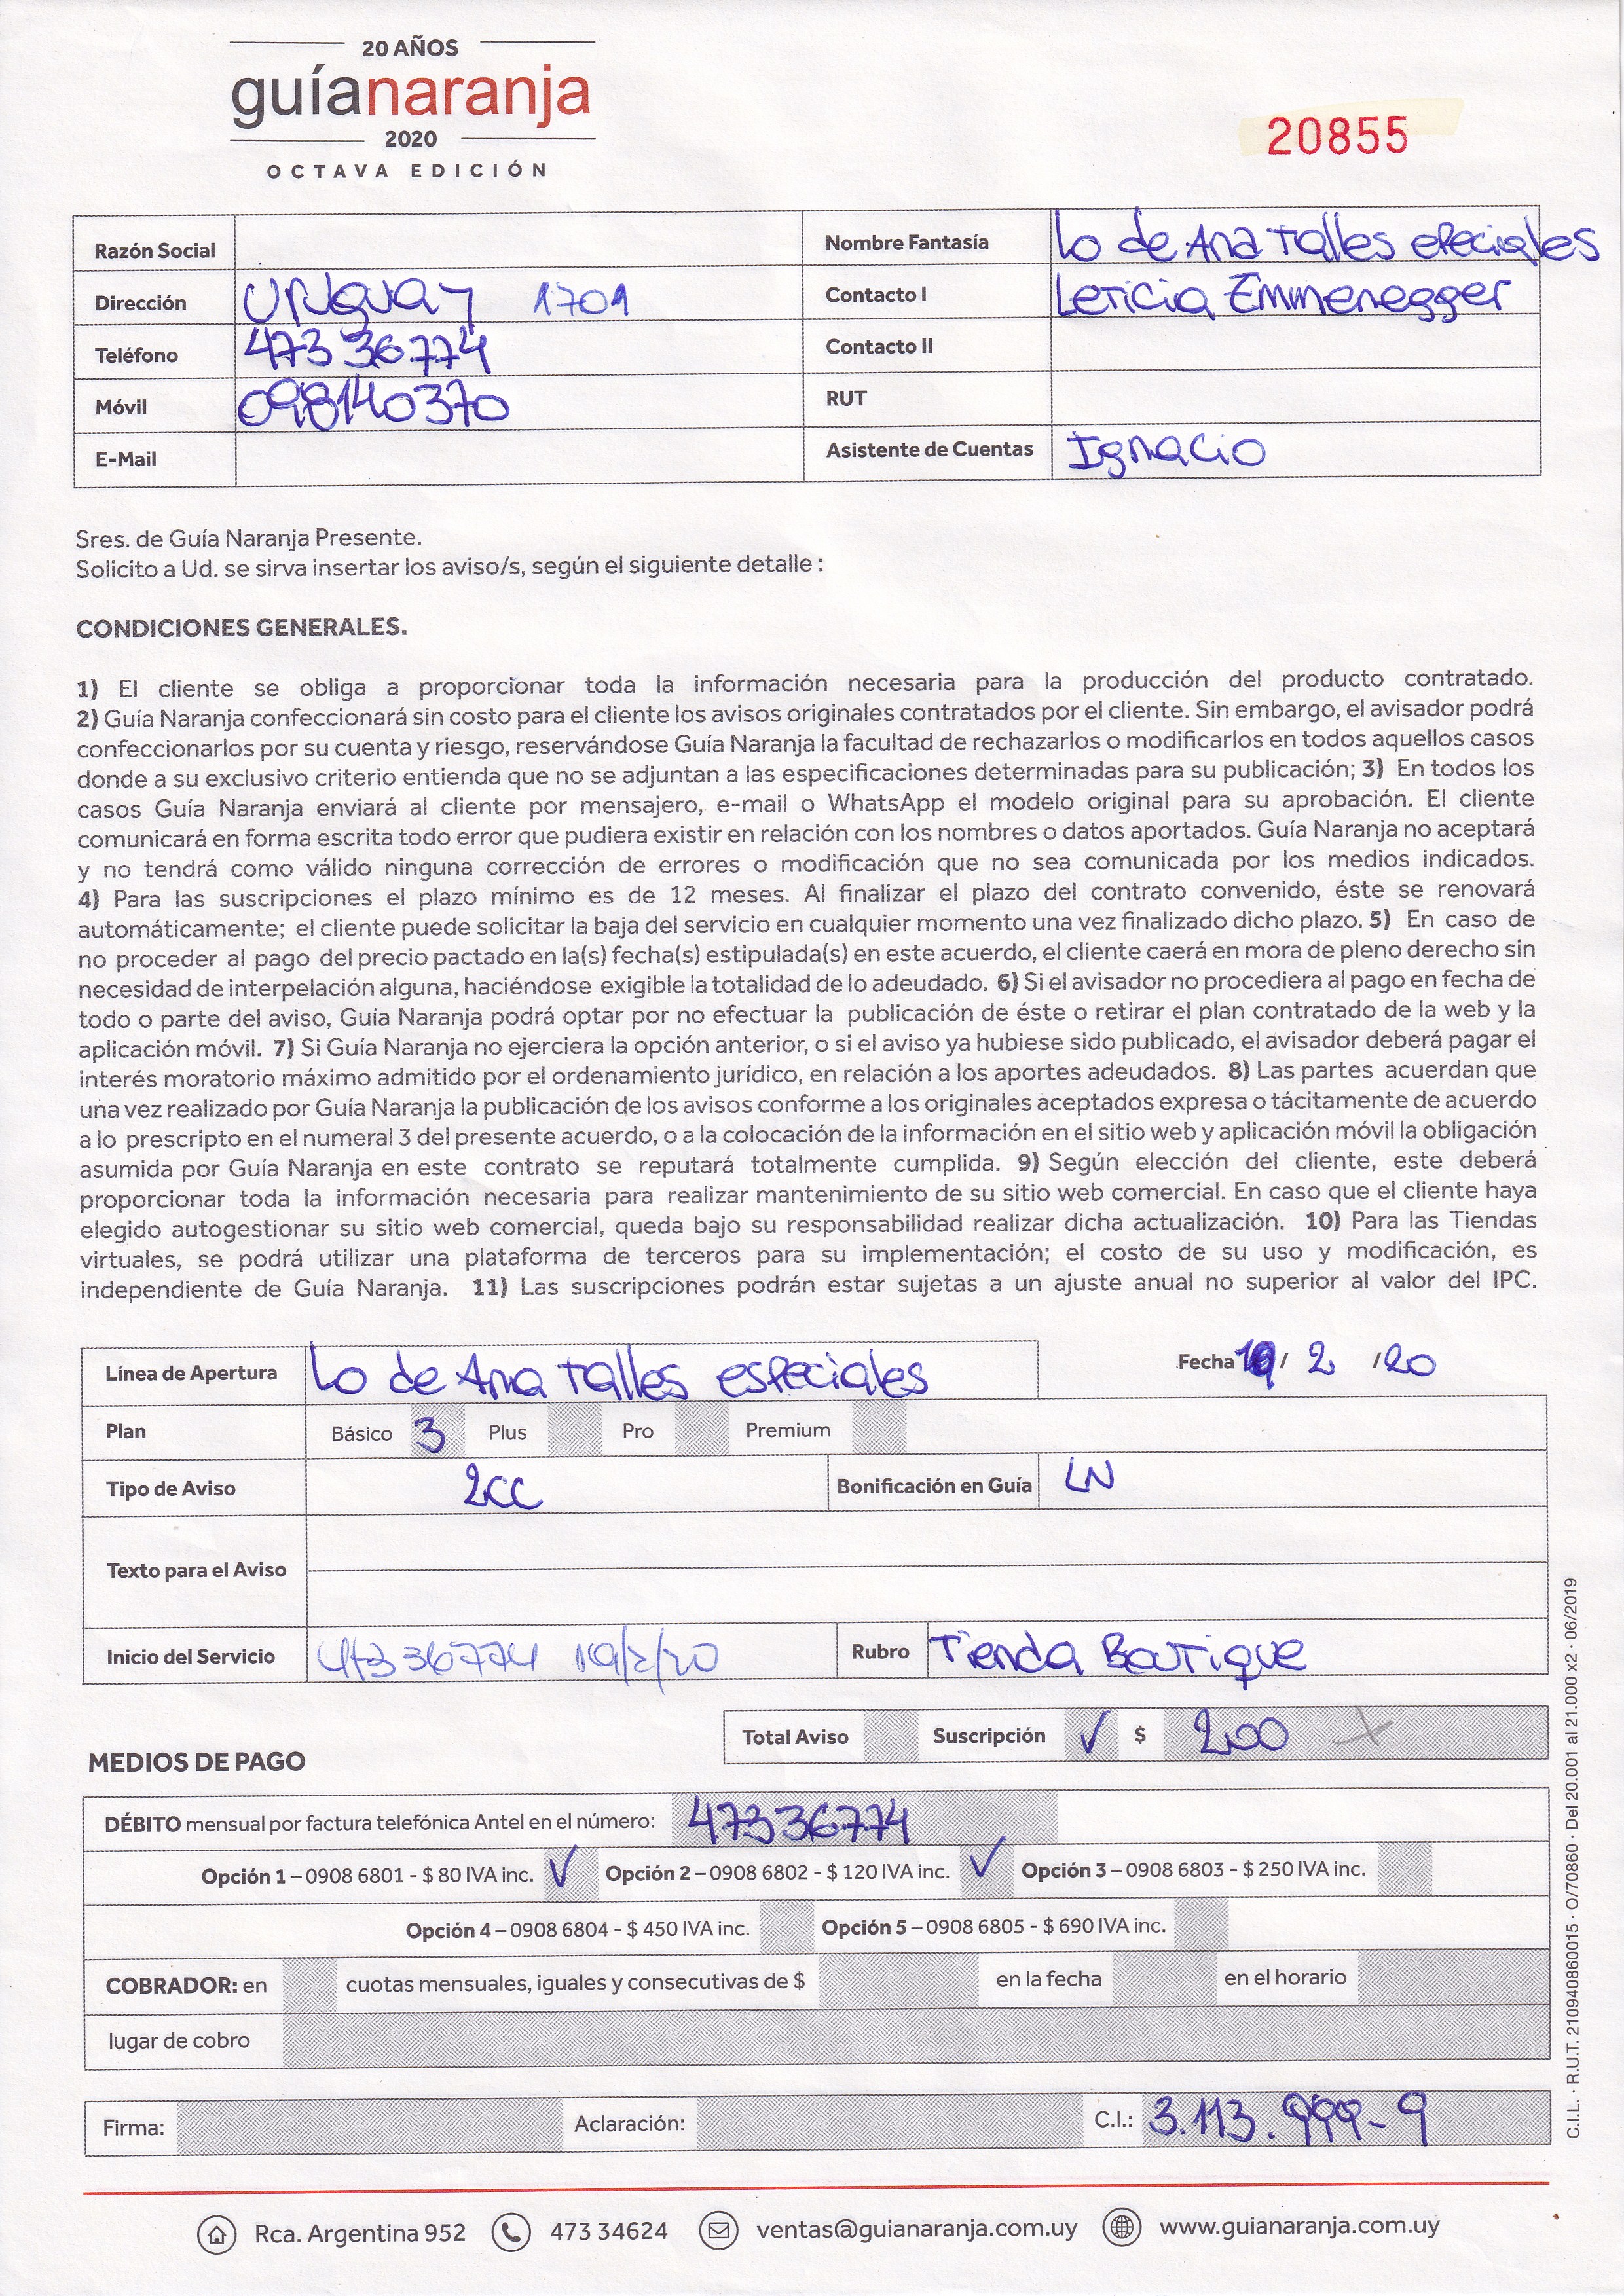 20 AÑOS
guíanaranja
2020
OCTAVA EDICIÓN
20855
Razón Social
Nombre Fantasía Lo de Ana Talles epeciales
Dirección Uruguay 1709
Contacto I Leticia Emmenegger
Teléfono 473 36774
Contacto II
Móvil 098140370
RUT
E-Mail
Asistente de Cuentas Ignacio
Sres. de Guía Naranja Presente.
Solicito a Ud. se sirva insertar los aviso/s, según el siguiente detalle :
CONDICIONES GENERALES.
1) El cliente se obliga a proporcionar toda la información necesaria para la producción del producto contratado.
2) Guía Naranja confeccionará sin costo para el cliente los avisos originales contratados por el cliente. Sin embargo, el avisador podrá
confeccionarlos por su cuenta y riesgo, reservándose Guía Naranja la facultad de rechazarlos o modificarlos en todos aquellos casos
donde a su exclusivo criterio entienda que no se adjuntan a las especificaciones determinadas para su publicación; 3) En todos los
casos Guía Naranja enviará al cliente por mensajero, e-mail o WhatsApp el modelo original para su aprobación. El cliente
comunicará en forma escrita todo error que pudiera existir en relación con los nombres o datos aportados. Guía Naranja no aceptará
y no tendrá como válido ninguna corrección de errores o modificación que no sea comunicada por los medios indicados.
4) Para las suscripciones el plazo mínimo es de 12 meses. Al finalizar el plazo del contrato convenido, éste se renovará
automáticamente; el cliente puede solicitar la baja del servicio en cualquier momento una vez finalizado dicho plazo. 5) En caso de
no proceder al pago del precio pactado en la(s) fecha(s) estipulada(s) en este acuerdo, el cliente caerá en mora de pleno derecho sin
necesidad de interpelación alguna, haciéndose exigible la totalidad de lo adeudado. 6) Si el avisador no procediera al pago en fecha de
todo o parte del aviso, Guía Naranja podrá optar por no efectuar la publicación de éste o retirar el plan contratado de la web y la
aplicación móvil. 7) Si Guía Naranja no ejerciera la opción anterior, o si el aviso ya hubiese sido publicado, el avisador deberá pagar el
interés moratorio máximo admitido por el ordenamiento jurídico, en relación a los aportes adeudados. 8) Las partes acuerdan que
una vez realizado por Guía Naranja la publicación de los avisos conforme a los originales aceptados expresa o tácitamente de acuerdo
a lo prescripto en el numeral 3 del presente acuerdo, o a la colocación de la información en el sitio web y aplicación móvil la obligación
asumida por Guía Naranja en este contrato se reputará totalmente cumplida. 9) Según elección del cliente, este deberá
proporcionar toda la información necesaria para realizar mantenimiento de su sitio web comercial. En caso que el cliente haya
elegido autogestionar su sitio web comercial, queda bajo su responsabilidad realizar dicha actualización. 10) Para las Tiendas
virtuales, se podrá utilizar una plataforma de terceros para su implementación; el costo de su uso y modificación, es
independiente de Guía Naranja. 11) Las suscripciones podrán estar sujetas a un ajuste anual no superior al valor del IPC.
Línea de Apertura Lo de Ana Talles especiales
Fecha 19/ 2 /20
Plan Básico 3 Plus Pro Premium
Tipo de Aviso 2CC Bonificación en Guía LN
Texto para el Aviso
Inicio del Servicio 473 36774 19/2/20 Rubro Tienda Boutique
Total Aviso Suscripción ✓ $ 200
MEDIOS DE PAGO
DÉBITO mensual por factura telefónica Antel en el número: 47336774
Opción 1 – 0908 6801 - $ 80 IVA inc. ✓ Opción 2 – 0908 6802 - $ 120 IVA inc. ✓ Opción 3 – 0908 6803 - $ 250 IVA inc.
Opción 4 – 0908 6804 - $ 450 IVA inc. Opción 5 – 0908 6805 - $ 690 IVA inc.
COBRADOR: en cuotas mensuales, iguales y consecutivas de $ en la fecha en el horario
lugar de cobro
Firma: Aclaración: C.I.: 3.113.999-9
C.I.L. · R.U.T. 210940860015 · O/70860 · Del 20.001 al 21.000 x2 · 06/2019
Rca. Argentina 952 473 34624 ventas@guianaranja.com.uy www.guianaranja.com.uy